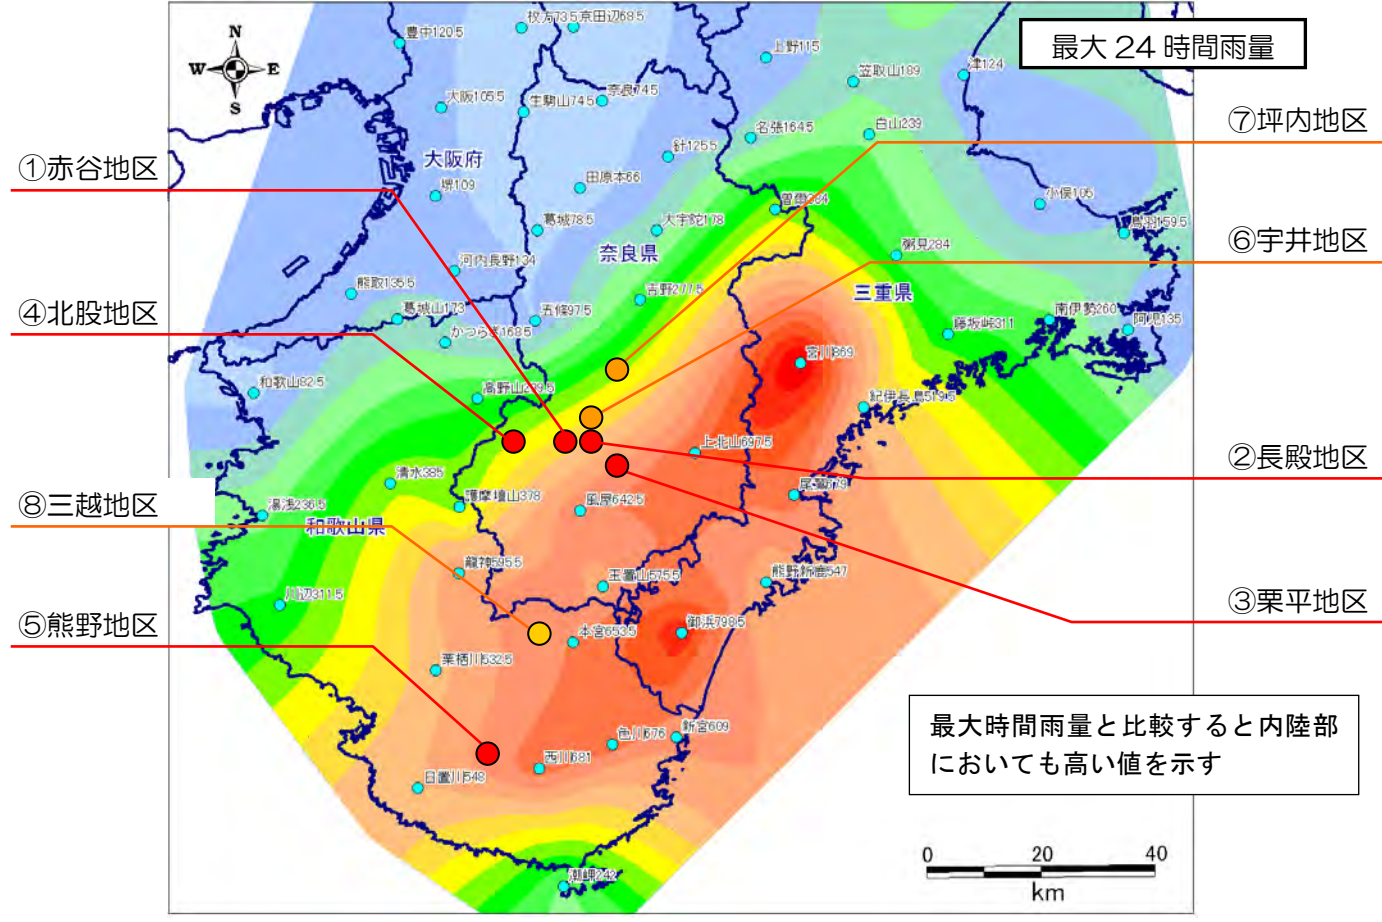 最大24時間雨量
N
W
E
S
枚方73.5
京田辺68.5
豊中120.5
上野115
笠取山189
津124
大阪105.5
生駒山74.5
奈良74.5
名張164.5
白山239
⑦坪内地区
大阪府
針125.5
①赤谷地区
堺109
田原本66
小俣105
葛城78.5
大宇陀178
曽爾284
鳥羽159.5
奈良県
粥見284
⑥宇井地区
河内長野134
熊取135.5
吉野277.5
三重県
④北股地区
葛城山173
五條97.5
かつらぎ168.5
藤坂峠311
南伊勢260
阿児135
宮川869
和歌山82.5
高野山239.5
紀伊長島519.5
上北山697.5
②長殿地区
清水385
護摩壇山378
風屋642.5
尾鷲679
⑧三越地区
湯浅236.5
和歌山県
龍神595.5
玉置山575.5
熊野新鹿547
③栗平地区
川辺311.5
⑤熊野地区
本宮653.5
御浜798.5
栗栖川532.5
色川676
新宮609
西川681
日置川548
最大時間雨量と比較すると内陸部
においても高い値を示す
潮岬242
0 20 40
km